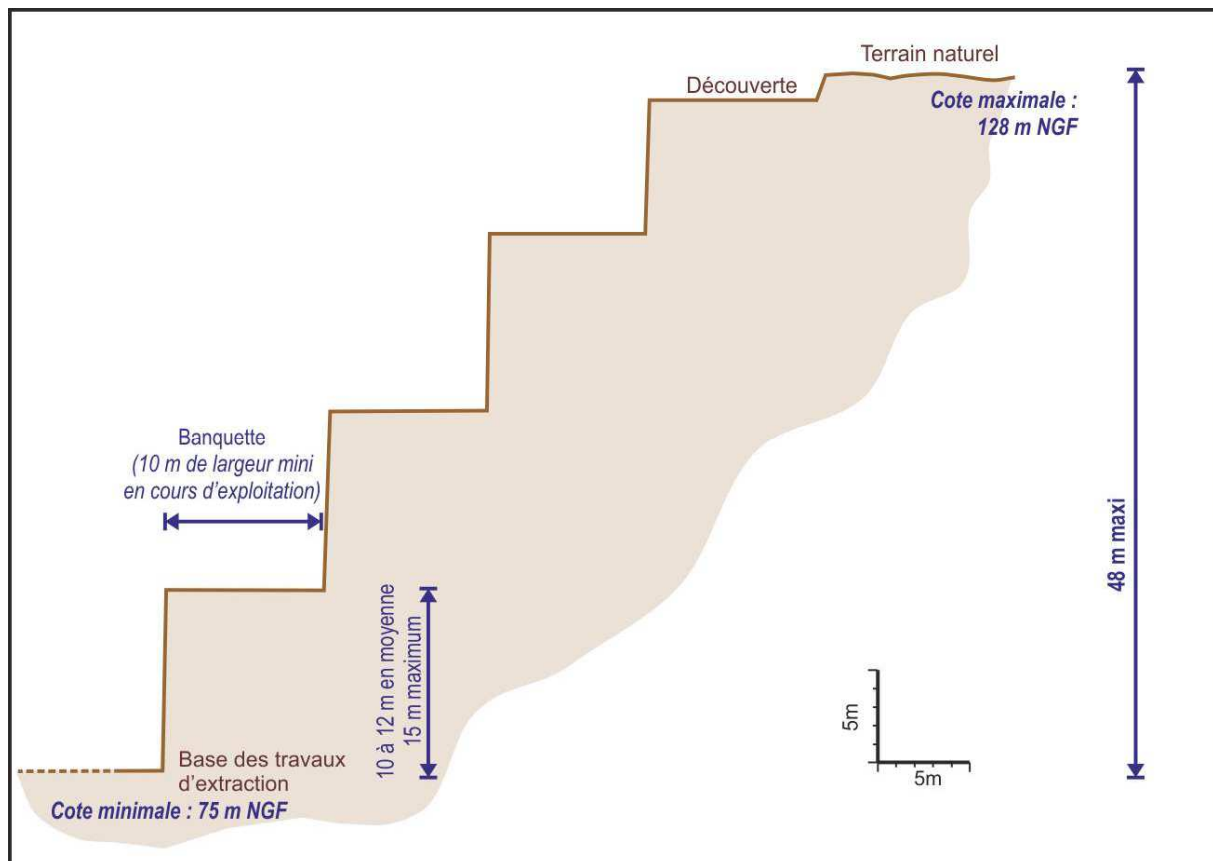 Terrain naturel
Découverte
Cote maximale :
128 m NGF
Banquette
(10 m de largeur mini
en cours d'exploitation)
48 m maxi
10 à 12 m en moyenne
15 m maximum
5m
5m
Base des travaux
d'extraction
Cote minimale : 75 m NGF